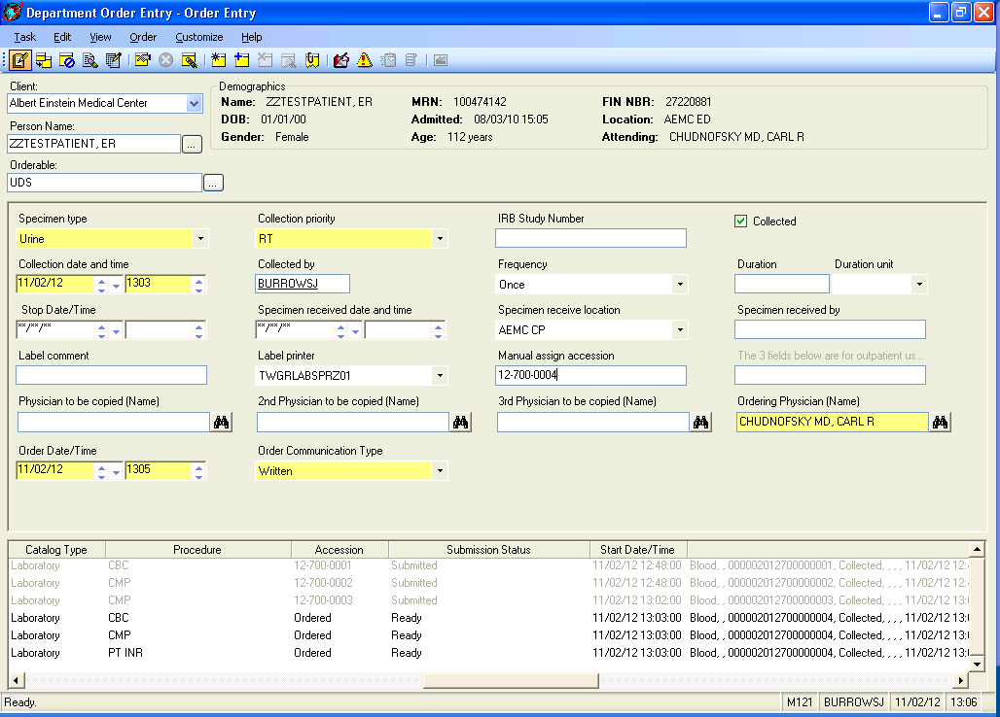 Department Order Entry - Order Entry
Task Edit View Order Customize Help
Client:
Albert Einstein Medical Center
Person Name:
ZZTESTPATIENT, ER
...
Orderable:
UDS
...
Demographics
Name: ZZTESTPATIENT, ER MRN: 100474142 FIN NBR: 27220881
DOB: 01/01/00 Admitted: 08/03/10 15:05 Location: AEMC ED
Gender: Female Age: 112 years Attending: CHUDNOFSKY MD, CARL R
Specimen type Collection priority IRB Study Number Collected
Urine RT
Collection date and time Collected by Frequency Duration Duration unit
11/02/12 1303 BURROWSJ Once
Stop Date/Time Specimen received date and time Specimen receive location Specimen received by
**/**/** **/**/** AEMC CP
Label comment Label printer Manual assign accession The 3 fields below are for outpatient us...
TWGRLABSPRZ01 12-700-0004
Physician to be copied (Name) 2nd Physician to be copied (Name) 3rd Physician to be copied (Name) Ordering Physician (Name)
CHUDNOFSKY MD, CARL R
Order Date/Time Order Communication Type
11/02/12 1305 Written
Catalog Type Procedure Accession Submission Status Start Date/Time
Laboratory CBC 12-700-0001 Submitted 11/02/12 12:48:00 Blood, , 000002012700000001, Collected, , , , 11/02/12 12:4
Laboratory CMP 12-700-0002 Submitted 11/02/12 12:48:00 Blood, , 000002012700000002, Collected, , , , 11/02/12 12:4
Laboratory CMP 12-700-0003 Submitted 11/02/12 13:02:00 Blood, , 000002012700000003, Collected, , , , 11/02/12 13:0
Laboratory CBC Ordered Ready 11/02/12 13:03:00 Blood, , 000002012700000004, Collected, , , , 11/02/12 13:0
Laboratory CMP Ordered Ready 11/02/12 13:03:00 Blood, , 000002012700000004, Collected, , , , 11/02/12 13:0
Laboratory PT INR Ordered Ready 11/02/12 13:03:00 Blood, , 000002012700000004, Collected, , , , 11/02/12 13:0
Ready. M121 BURROWSJ 11/02/12 13:06